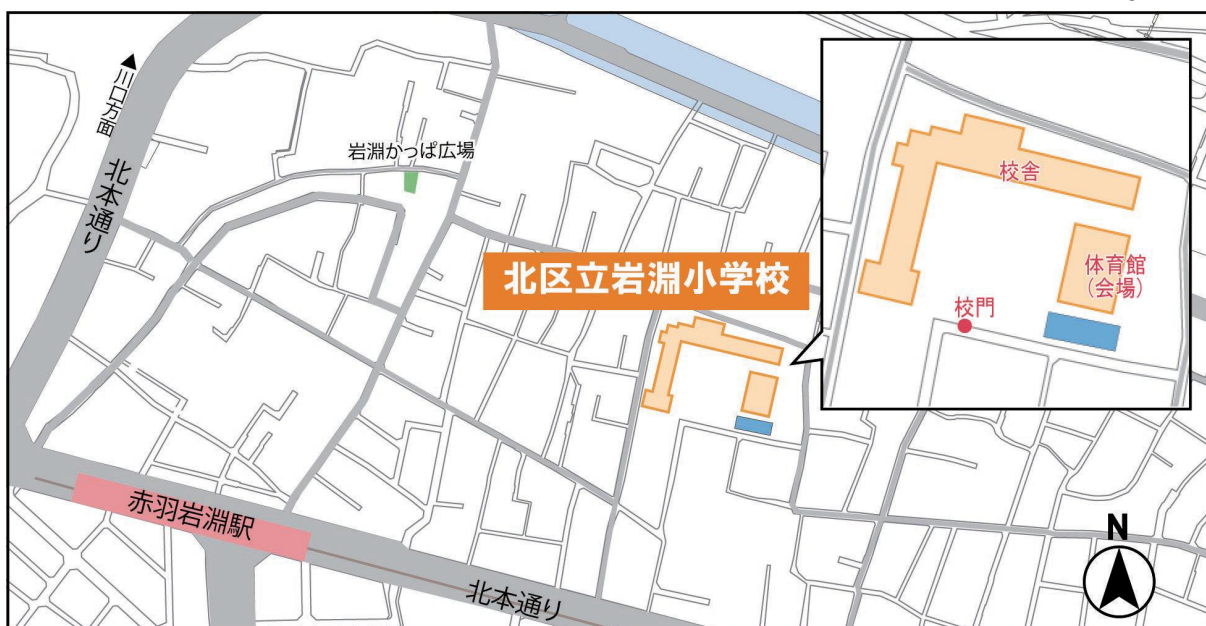 ▲川口方面
北本通り
岩淵かっぱ広場
北区立岩淵小学校
校舎
体育館
(会場)
校門
赤羽岩淵駅
北本通り
N